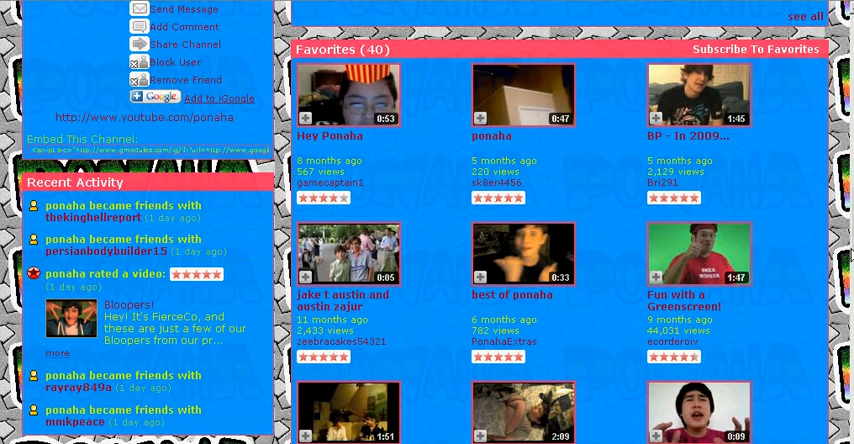 Send Message
Add Comment
Share Channel
Block User
Remove Friend
Google Add to iGoogle
http://www.youtube.com/ponaha
Embed This Channel:
Recent Activity
ponaha became friends with
thekinghellreport (1 day ago)
ponaha became friends with
persianbodybuilder15 (1 day ago)
ponaha rated a video:
(1 day ago)
Bloopers!
Hey! It's FierceCo, and
these are just a few of our
Bloopers from our pr...
more
ponaha became friends with
rayray849a (1 day ago)
ponaha became friends with
mmkpeace (1 day ago)
see all
Favorites (40) Subscribe To Favorites
0:53 0:47 1:45
Hey Ponaha ponaha BP - In 2009...
8 months ago 5 months ago 5 months ago
567 views 220 views 2,129 views
gamecaptain1 sk8er4456 Bri291
0:05 0:33 1:47
jake t austin and best of ponaha Fun with a
austin zajur Greenscreen!
11 months ago 6 months ago 9 months ago
2,433 views 782 views 44,031 views
zeebracakes54321 PonahaExtras ecorderoiv
1:51 2:09 0:09